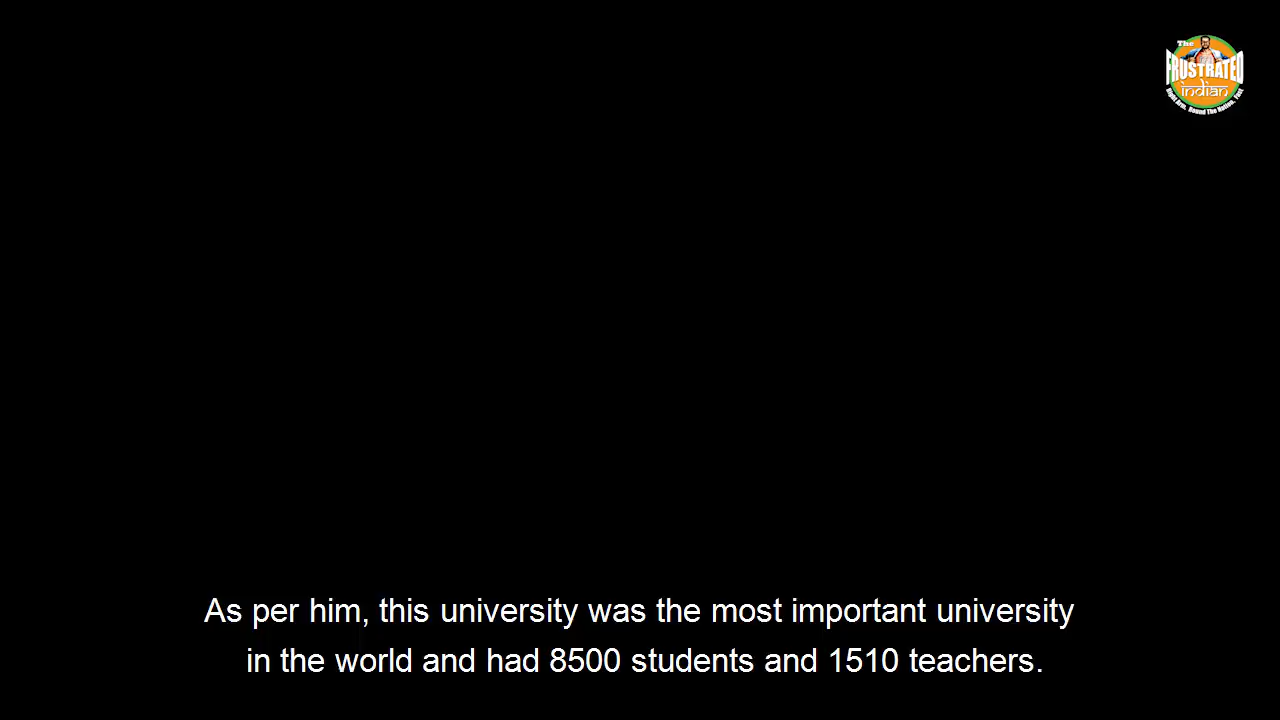 The
FRUSTRATED
indian
As per him, this university was the most important university
in the world and had 8500 students and 1510 teachers.